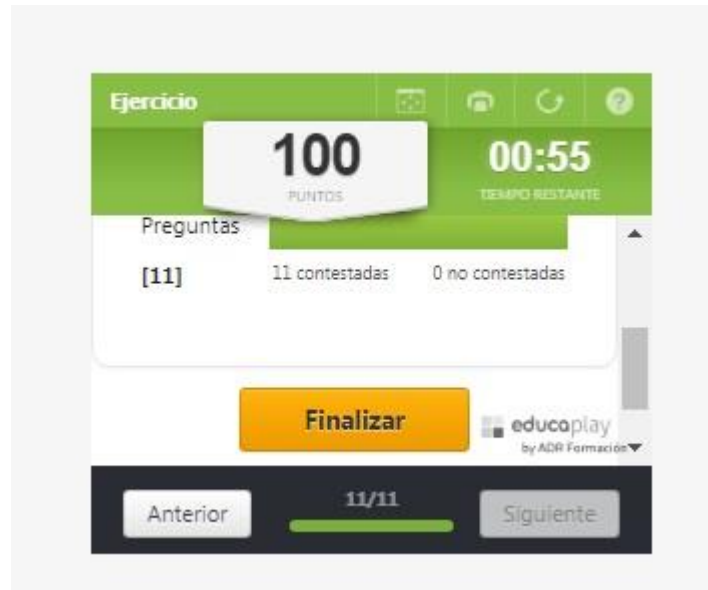 Ejercicio
100
PUNTOS
00:55
TIEMPO RESTANTE
Preguntas
[11]
11 contestadas
0 no contestadas
Finalizar
educaplay
by ADR Formación
Anterior
11/11
Siguiente